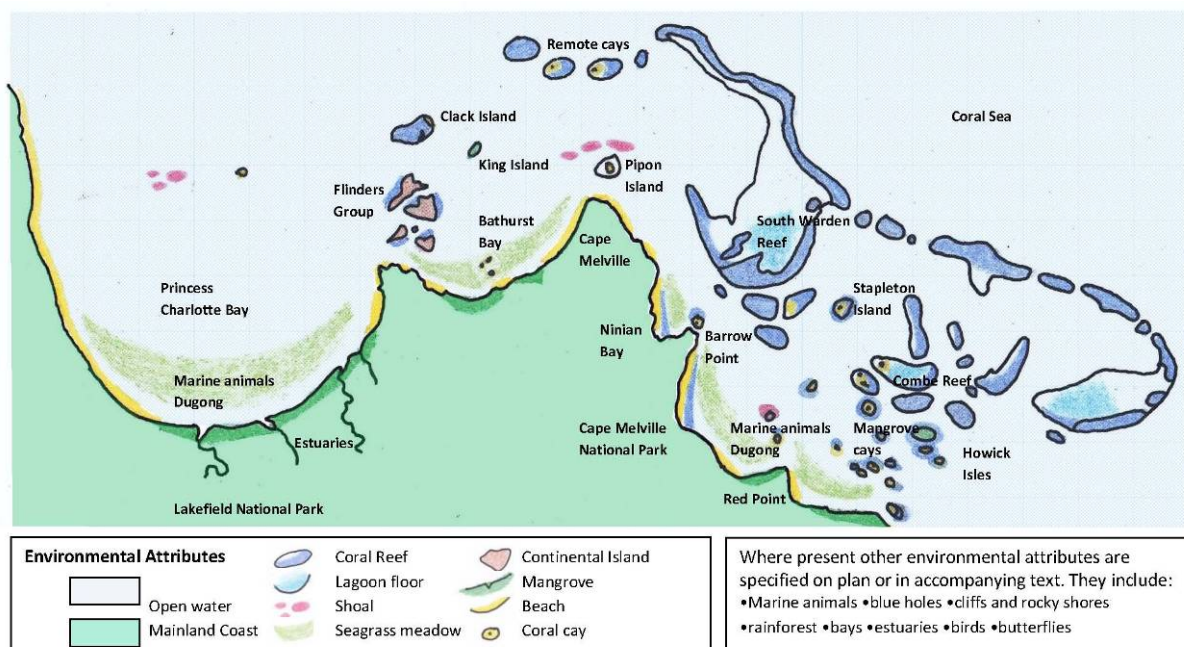 Remote cays
Clack Island
Coral Sea
King Island
Pipon
Island
Flinders
Group
Bathurst
Bay
South Warden
Reef
Cape
Melville
Princess
Charlotte Bay
Stapleton
Island
Ninian
Bay
Barrow
Point
Marine animals
Dugong
Combe Reef
Estuaries
Cape Melville
National Park
Marine animals
Dugong
Mangrove
cays
Howick
Isles
Red Point
Lakefield National Park
Environmental Attributes
Open water
Mainland Coast
Coral Reef
Lagoon floor
Shoal
Seagrass meadow
Continental Island
Mangrove
Beach
Coral cay
Where present other environmental attributes are
specified on plan or in accompanying text. They include:
•Marine animals •blue holes •cliffs and rocky shores
•rainforest •bays •estuaries •birds •butterflies